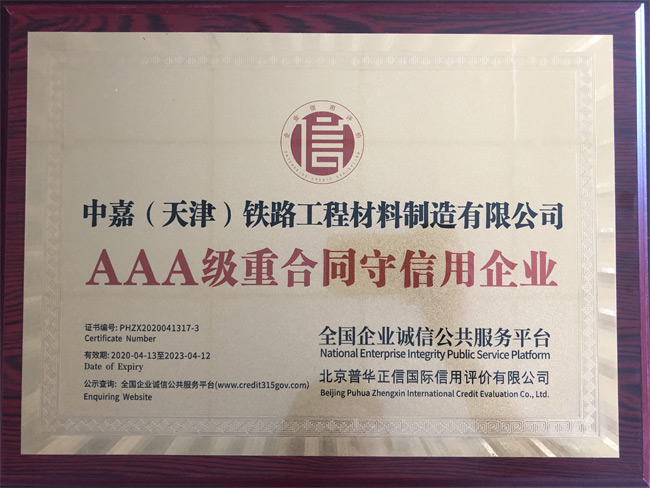 企业信用评价
信
中嘉（天津）铁路工程材料制造有限公司
AAA级重合同守信用企业
证书编号: PHZX2020041317-3
Certificate Number
有效期: 2020-04-13至2023-04-12
Date of Expiry
公示查询: 全国企业诚信公共服务平台(www.credit315gov.com)
Enquiring Website
全国企业诚信公共服务平台
National Enterprise Integrity Public Service Platform
北京普华正信国际信用评价有限公司
Beijing Puhua Zhengxin International Credit Evaluation Co., Ltd.